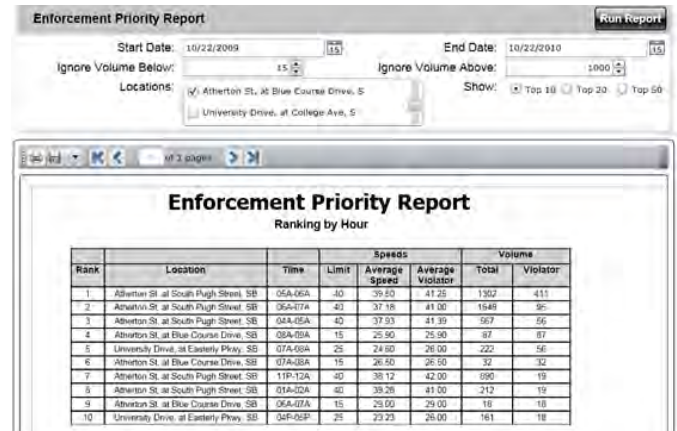 Enforcement Priority Report
Run Report
Start Date: 10/22/2009 15 End Date: 10/22/2010 15
Ignore Volume Below: 15 Ignore Volume Above: 1000
Locations: Atherton St, at Blue Course Drive, S Show: Top 10 Top 20 Top 50
University Drive, at College Ave, S
of 2 pages
Enforcement Priority Report
Ranking by Hour
Speeds Volume
Rank Location Time Limit Average Speed Average Violator Total Violator
1 Atherton St. at South Pugh Street, SB 05A-06A 40 39.60 41.25 1302 411
2 Atherton St. at South Pugh Street, SB 06A-07A 40 37.18 41.00 1649 95
3 Atherton St. at South Pugh Street, SB 04A-05A 40 37.93 41.39 567 66
4 Atherton St. at Blue Course Drive, SB 08A-09A 15 25.90 25.90 87 87
5 University Drive, at Easterly Pkwy, SB 07A-08A 25 24.60 26.00 222 56
6 Atherton St. at Blue Course Drive, SB 07A-08A 15 26.50 26.50 32 32
7 Atherton St. at South Pugh Street, SB 11P-12A 40 38.12 42.00 890 19
8 Atherton St. at South Pugh Street, SB 01A-02A 40 39.26 41.00 212 19
9 Atherton St. at Blue Course Drive, SB 06A-07A 15 29.00 29.00 18 18
10 University Drive, at Easterly Pkwy, SB 04P-05P 25 23.23 26.00 161 18